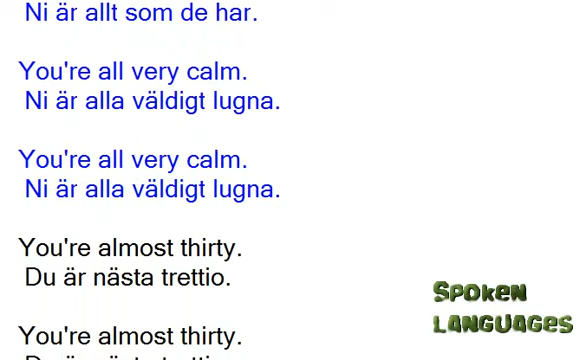 Ni är allt som de har.
You're all very calm.
Ni är alla väldigt lugna.
You're all very calm.
Ni är alla väldigt lugna.
You're almost thirty.
Du är nästa trettio.
You're almost thirty.
SPOKEN
LANGUAGES